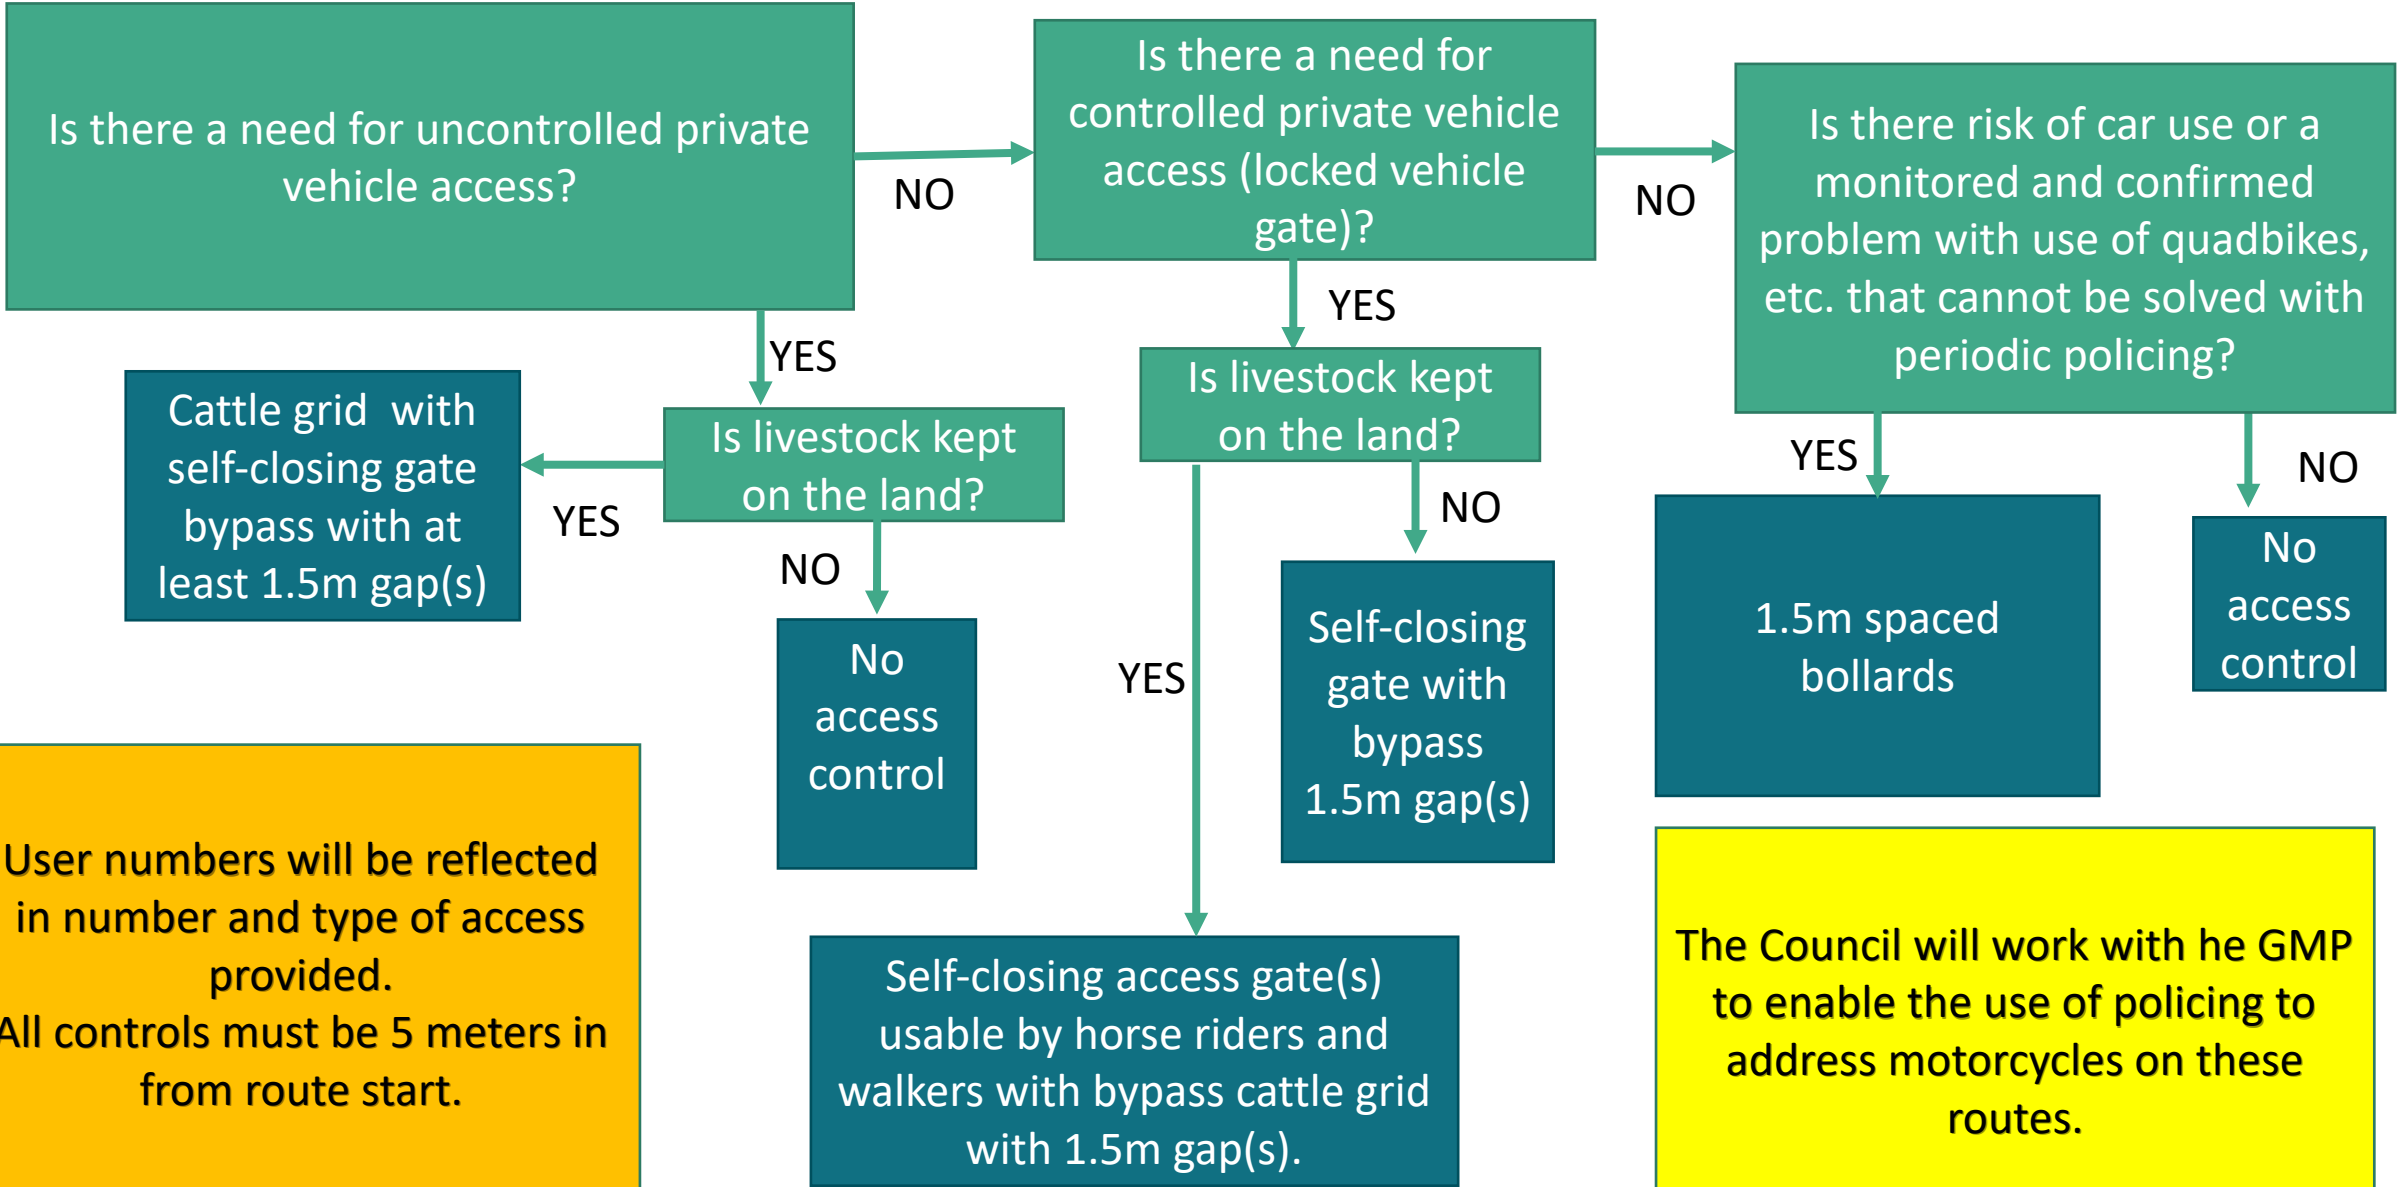 Is there a need for uncontrolled private
vehicle access?
NO
Is there a need for
controlled private vehicle
access (locked vehicle
gate)?
NO
Is there risk of car use or a
monitored and confirmed
problem with use of quadbikes,
etc. that cannot be solved with
periodic policing?
YES
Is livestock kept
on the land?
YES
Cattle grid with
self-closing gate
bypass with at
least 1.5m gap(s)
NO
No
access
control
YES
Is livestock kept
on the land?
YES
NO
Self-closing
gate with
bypass
1.5m gap(s)
Self-closing access gate(s)
usable by horse riders and
walkers with bypass cattle grid
with 1.5m gap(s).
YES
1.5m spaced
bollards
NO
No
access
control
User numbers will be reflected
in number and type of access
provided.
All controls must be 5 meters in
from route start.
The Council will work with he GMP
to enable the use of policing to
address motorcycles on these
routes.